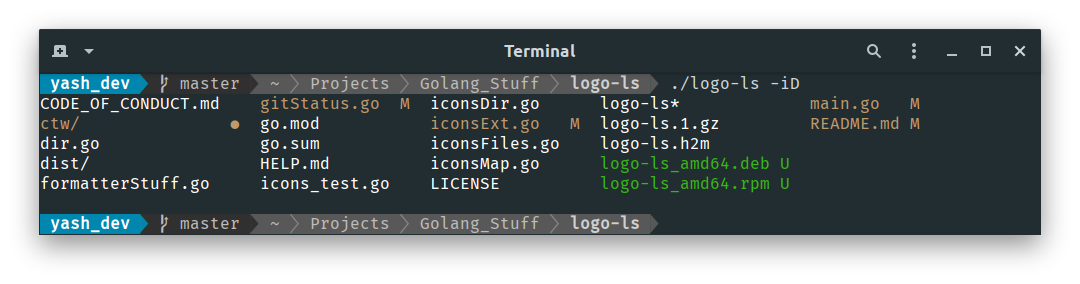 Terminal
yash_dev master ~ Projects Golang_Stuff logo-ls ./logo-ls -iD
CODE_OF_CONDUCT.md gitStatus.go M iconsDir.go logo-ls* main.go M
ctw/ ● go.mod iconsExt.go M logo-ls.1.gz README.md M
dir.go go.sum iconsFiles.go logo-ls.h2m
dist/ HELP.md iconsMap.go logo-ls_amd64.deb U
formatterStuff.go icons_test.go LICENSE logo-ls_amd64.rpm U
yash_dev master ~ Projects Golang_Stuff logo-ls